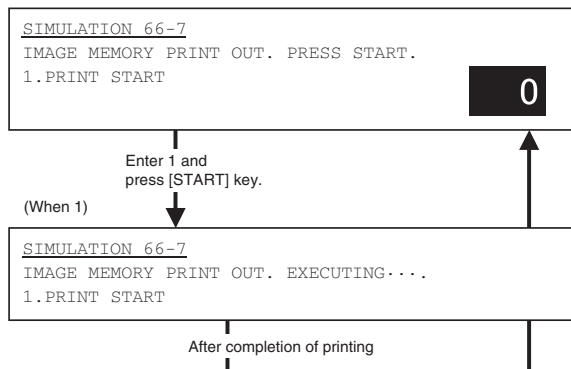 SIMULATION 66-7
IMAGE MEMORY PRINT OUT. PRESS START.
1.PRINT START
0
Enter 1 and
press [START] key.
(When 1)
SIMULATION 66-7
IMAGE MEMORY PRINT OUT. EXECUTING････.
1.PRINT START
After completion of printing